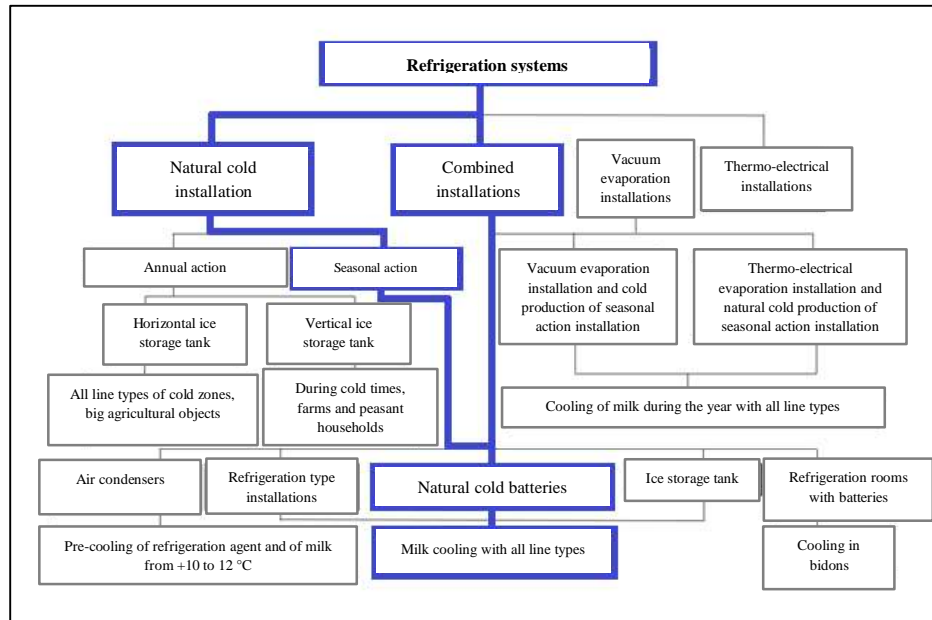 Refrigeration systems
Natural cold
installation
Combined
installations
Vacuum
evaporation
installations
Thermo-electrical
installations
Annual action
Seasonal action
Vacuum evaporation
installation and cold
production of seasonal
action installation
Thermo-electrical
evaporation installation and
natural cold production of
seasonal action installation
Horizontal ice
storage tank
Vertical ice
storage tank
All line types of cold zones,
big agricultural objects
During cold times,
farms and peasant
households
Cooling of milk during the year with all line types
Air condensers
Refrigeration type
installations
Natural cold batteries
Ice storage tank
Refrigeration rooms
with batteries
Pre-cooling of refrigeration agent and of milk
from +10 to 12 °C
Milk cooling with all line types
Cooling in
bidons